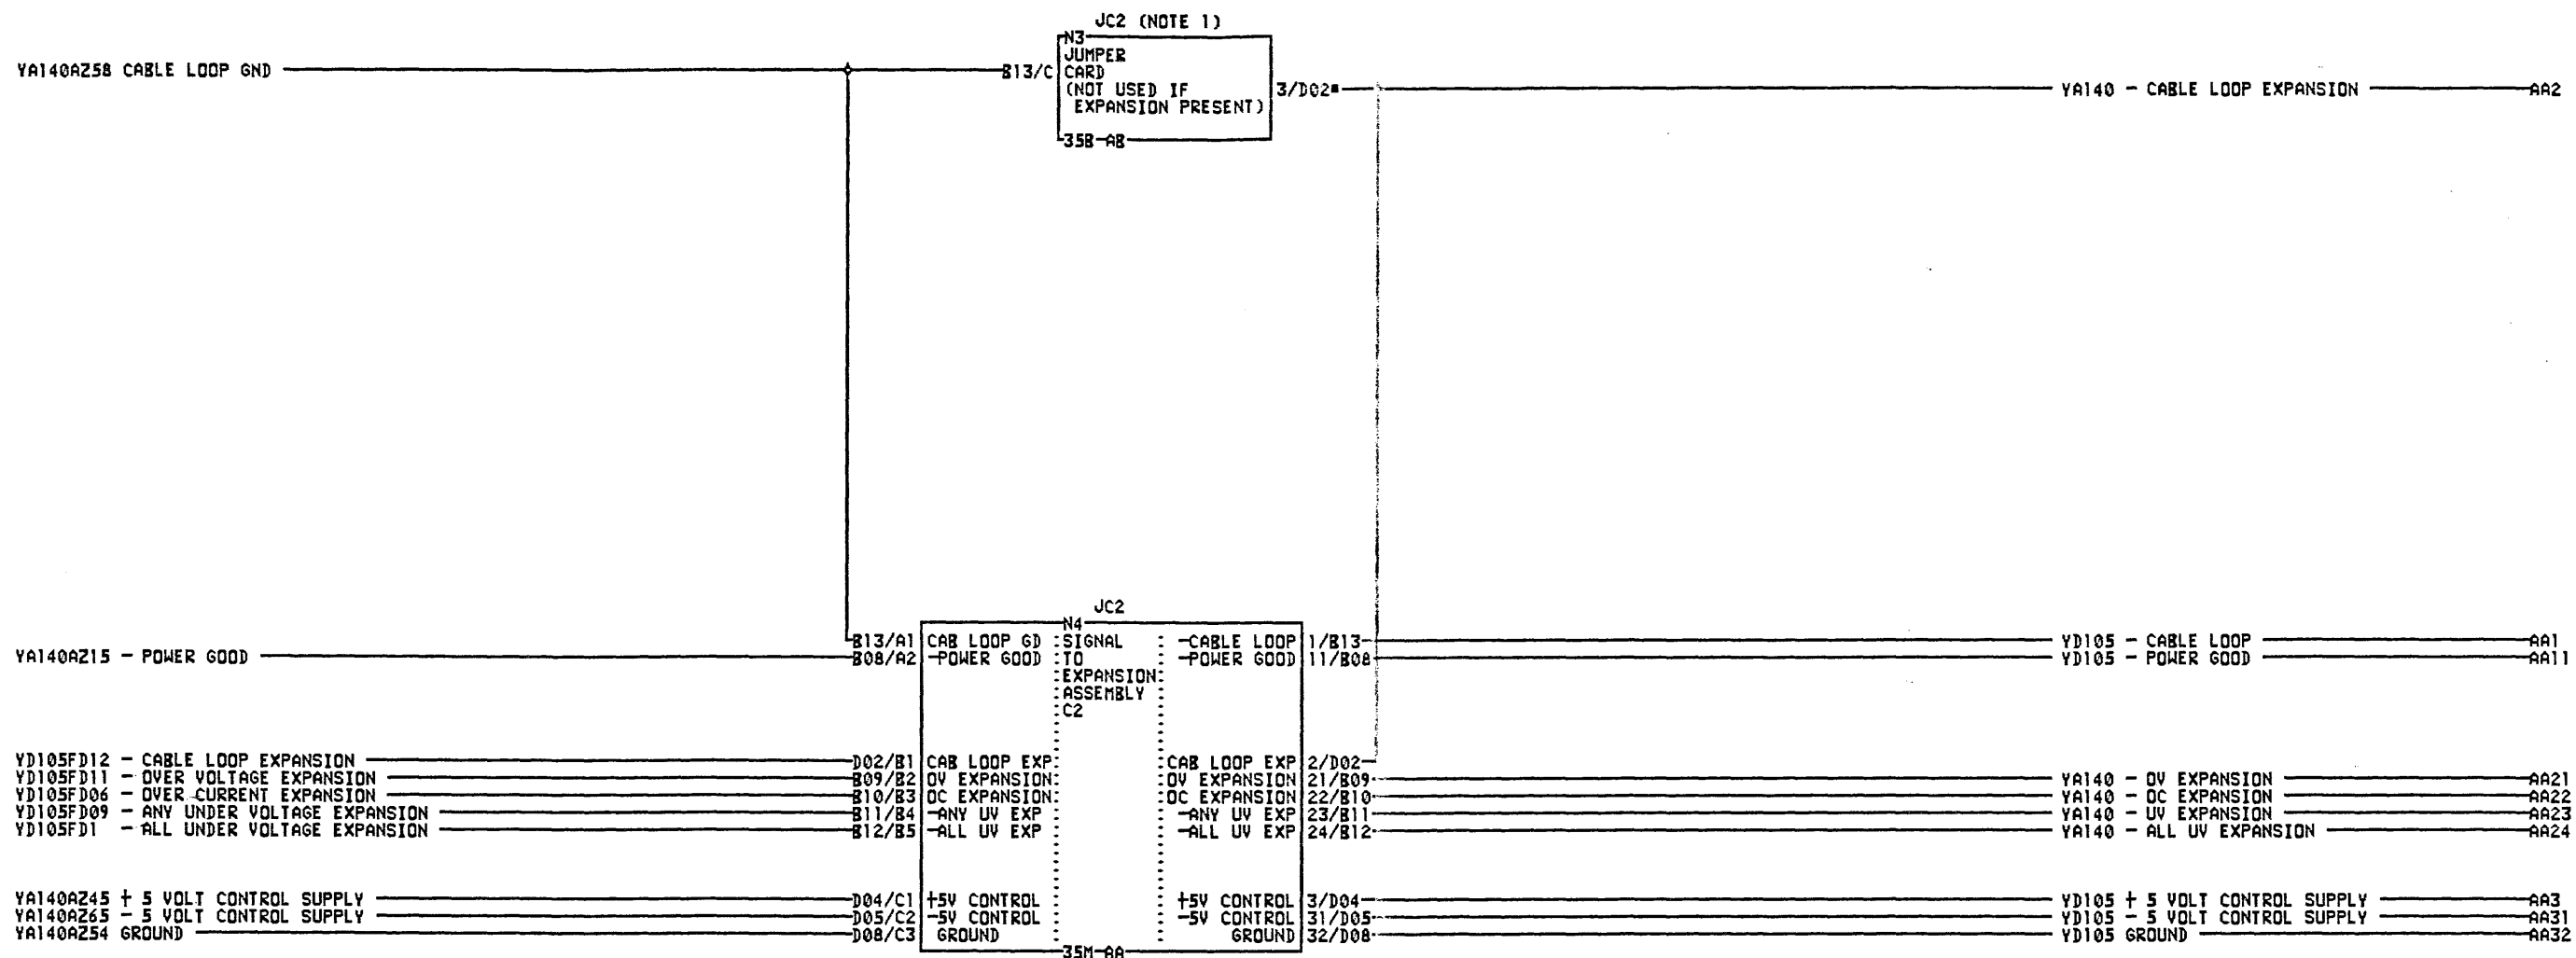 JC2 (NOTE 1)
N3
JUMPER
YA140AZ58 CABLE LOOP GND B13/C CARD
(NOT USED IF 3/D02 YA140 - CABLE LOOP EXPANSION AA2
EXPANSION PRESENT)
35B-AB
JC2
N4
B13/A1 CAB LOOP GD :SIGNAL : -CABLE LOOP 1/B13 YD105 - CABLE LOOP AA1
YA140AZ15 - POWER GOOD B08/A2 -POWER GOOD :TO : -POWER GOOD 11/B08 YD105 - POWER GOOD AA11
:EXPANSION:
:ASSEMBLY :
:C2 :
YD105FD12 - CABLE LOOP EXPANSION D02/B1 CAB LOOP EXP: :CAB LOOP EXP 2/D02
YD105FD11 - OVER VOLTAGE EXPANSION B09/B2 OV EXPANSION: :OV EXPANSION 21/B09 YA140 - OV EXPANSION AA21
YD105FD06 - OVER CURRENT EXPANSION B10/B3 OC EXPANSION: :OC EXPANSION 22/B10 YA140 - OC EXPANSION AA22
YD105FD09 - ANY UNDER VOLTAGE EXPANSION B11/B4 -ANY UV EXP : : -ANY UV EXP 23/B11 YA140 - UV EXPANSION AA23
YD105FD1 - ALL UNDER VOLTAGE EXPANSION B12/B5 -ALL UV EXP : : -ALL UV EXP 24/B12 YA140 - ALL UV EXPANSION AA24
YA140AZ45 + 5 VOLT CONTROL SUPPLY D04/C1 +5V CONTROL : : +5V CONTROL 3/D04 YD105 + 5 VOLT CONTROL SUPPLY AA3
YA140AZ65 - 5 VOLT CONTROL SUPPLY D05/C2 -5V CONTROL : : -5V CONTROL 31/D05 YD105 - 5 VOLT CONTROL SUPPLY AA31
YA140AZ54 GROUND D08/C3 GROUND : : GROUND 32/D08 YD105 GROUND AA32
35M-AA